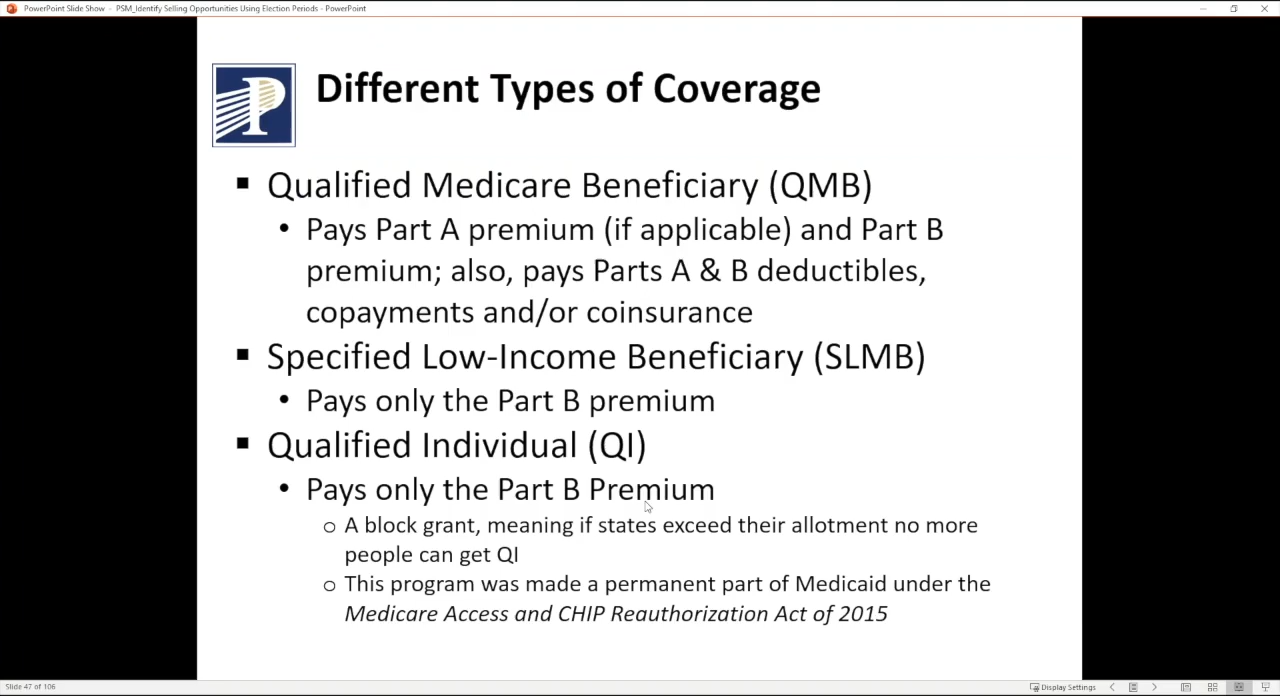 PowerPoint Slide Show - PSM_Identify Selling Opportunities Using Election Periods - PowerPoint
P
Different Types of Coverage
▪ Qualified Medicare Beneficiary (QMB)
• Pays Part A premium (if applicable) and Part B
premium; also, pays Parts A & B deductibles,
copayments and/or coinsurance
▪ Specified Low-Income Beneficiary (SLMB)
• Pays only the Part B premium
▪ Qualified Individual (QI)
• Pays only the Part B Premium
o A block grant, meaning if states exceed their allotment no more
people can get QI
o This program was made a permanent part of Medicaid under the
Medicare Access and CHIP Reauthorization Act of 2015
Slide 47 of 106
Display Settings